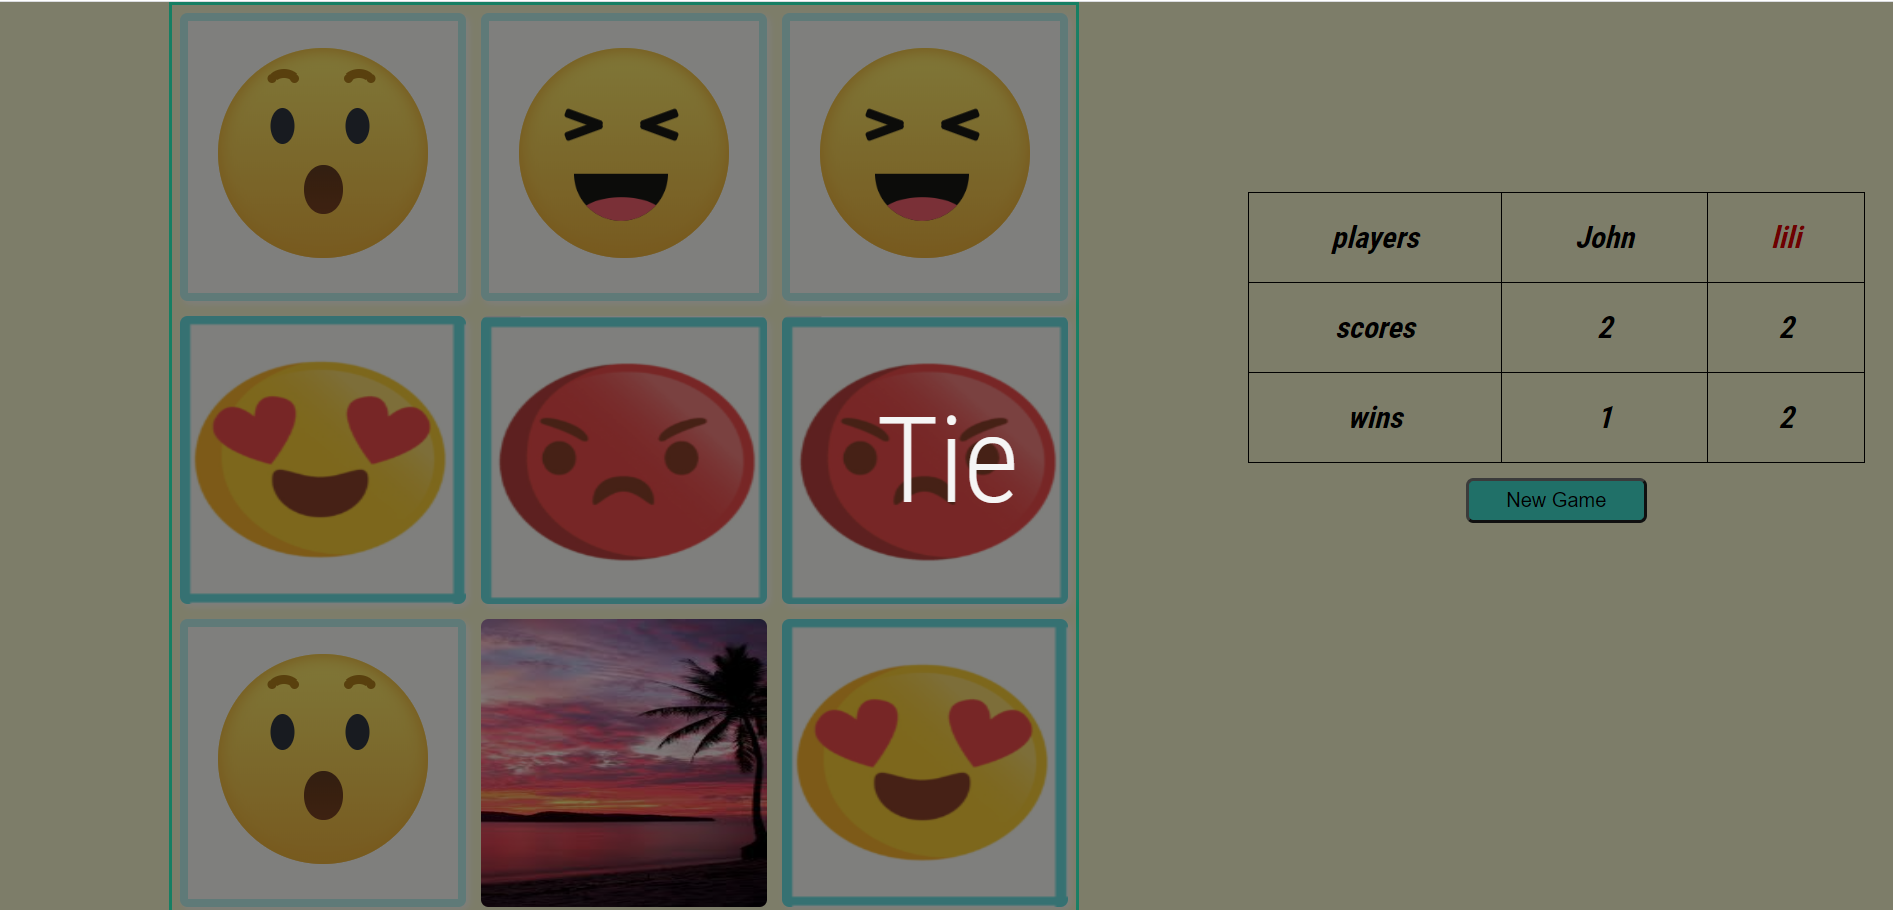 Tie
players John lili
scores 2 2
wins 1 2
New Game